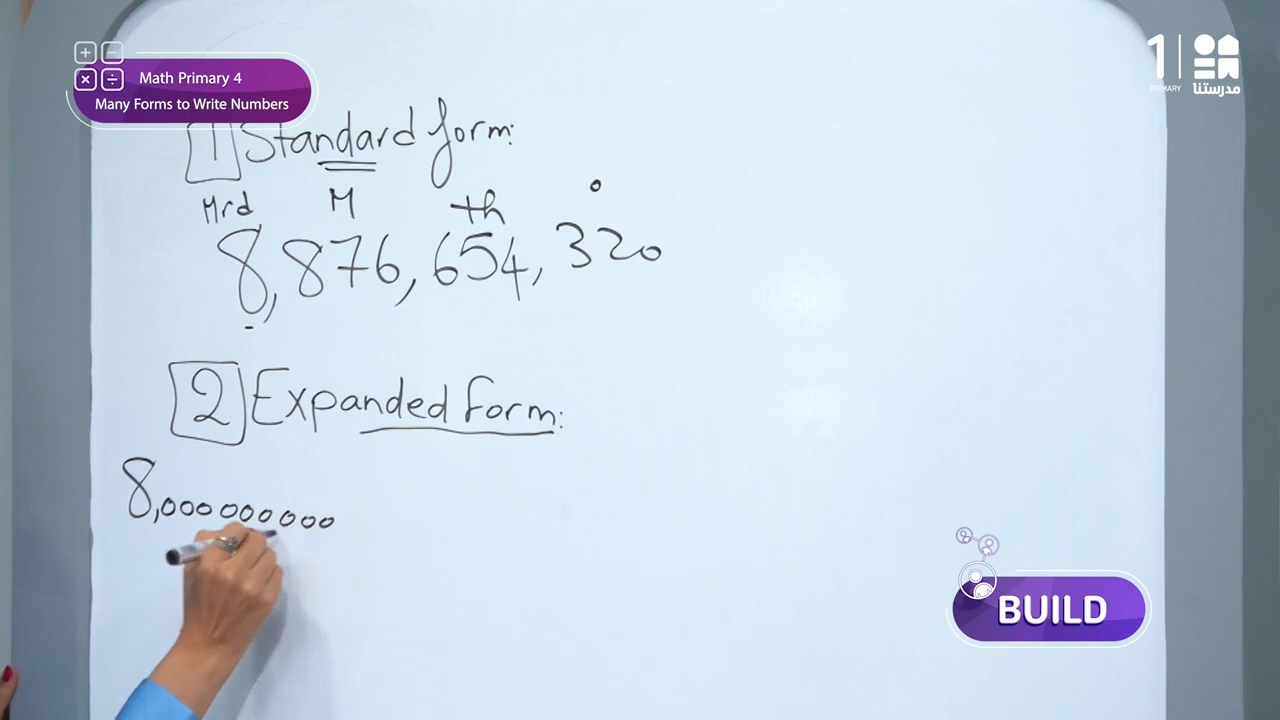 Math Primary 4
Many Forms to Write Numbers
1
PRIMARY
مدرستنا
1 Standard form:
Mrd M th
8,876,654,320
2 Expanded form:
8,000000000
BUILD